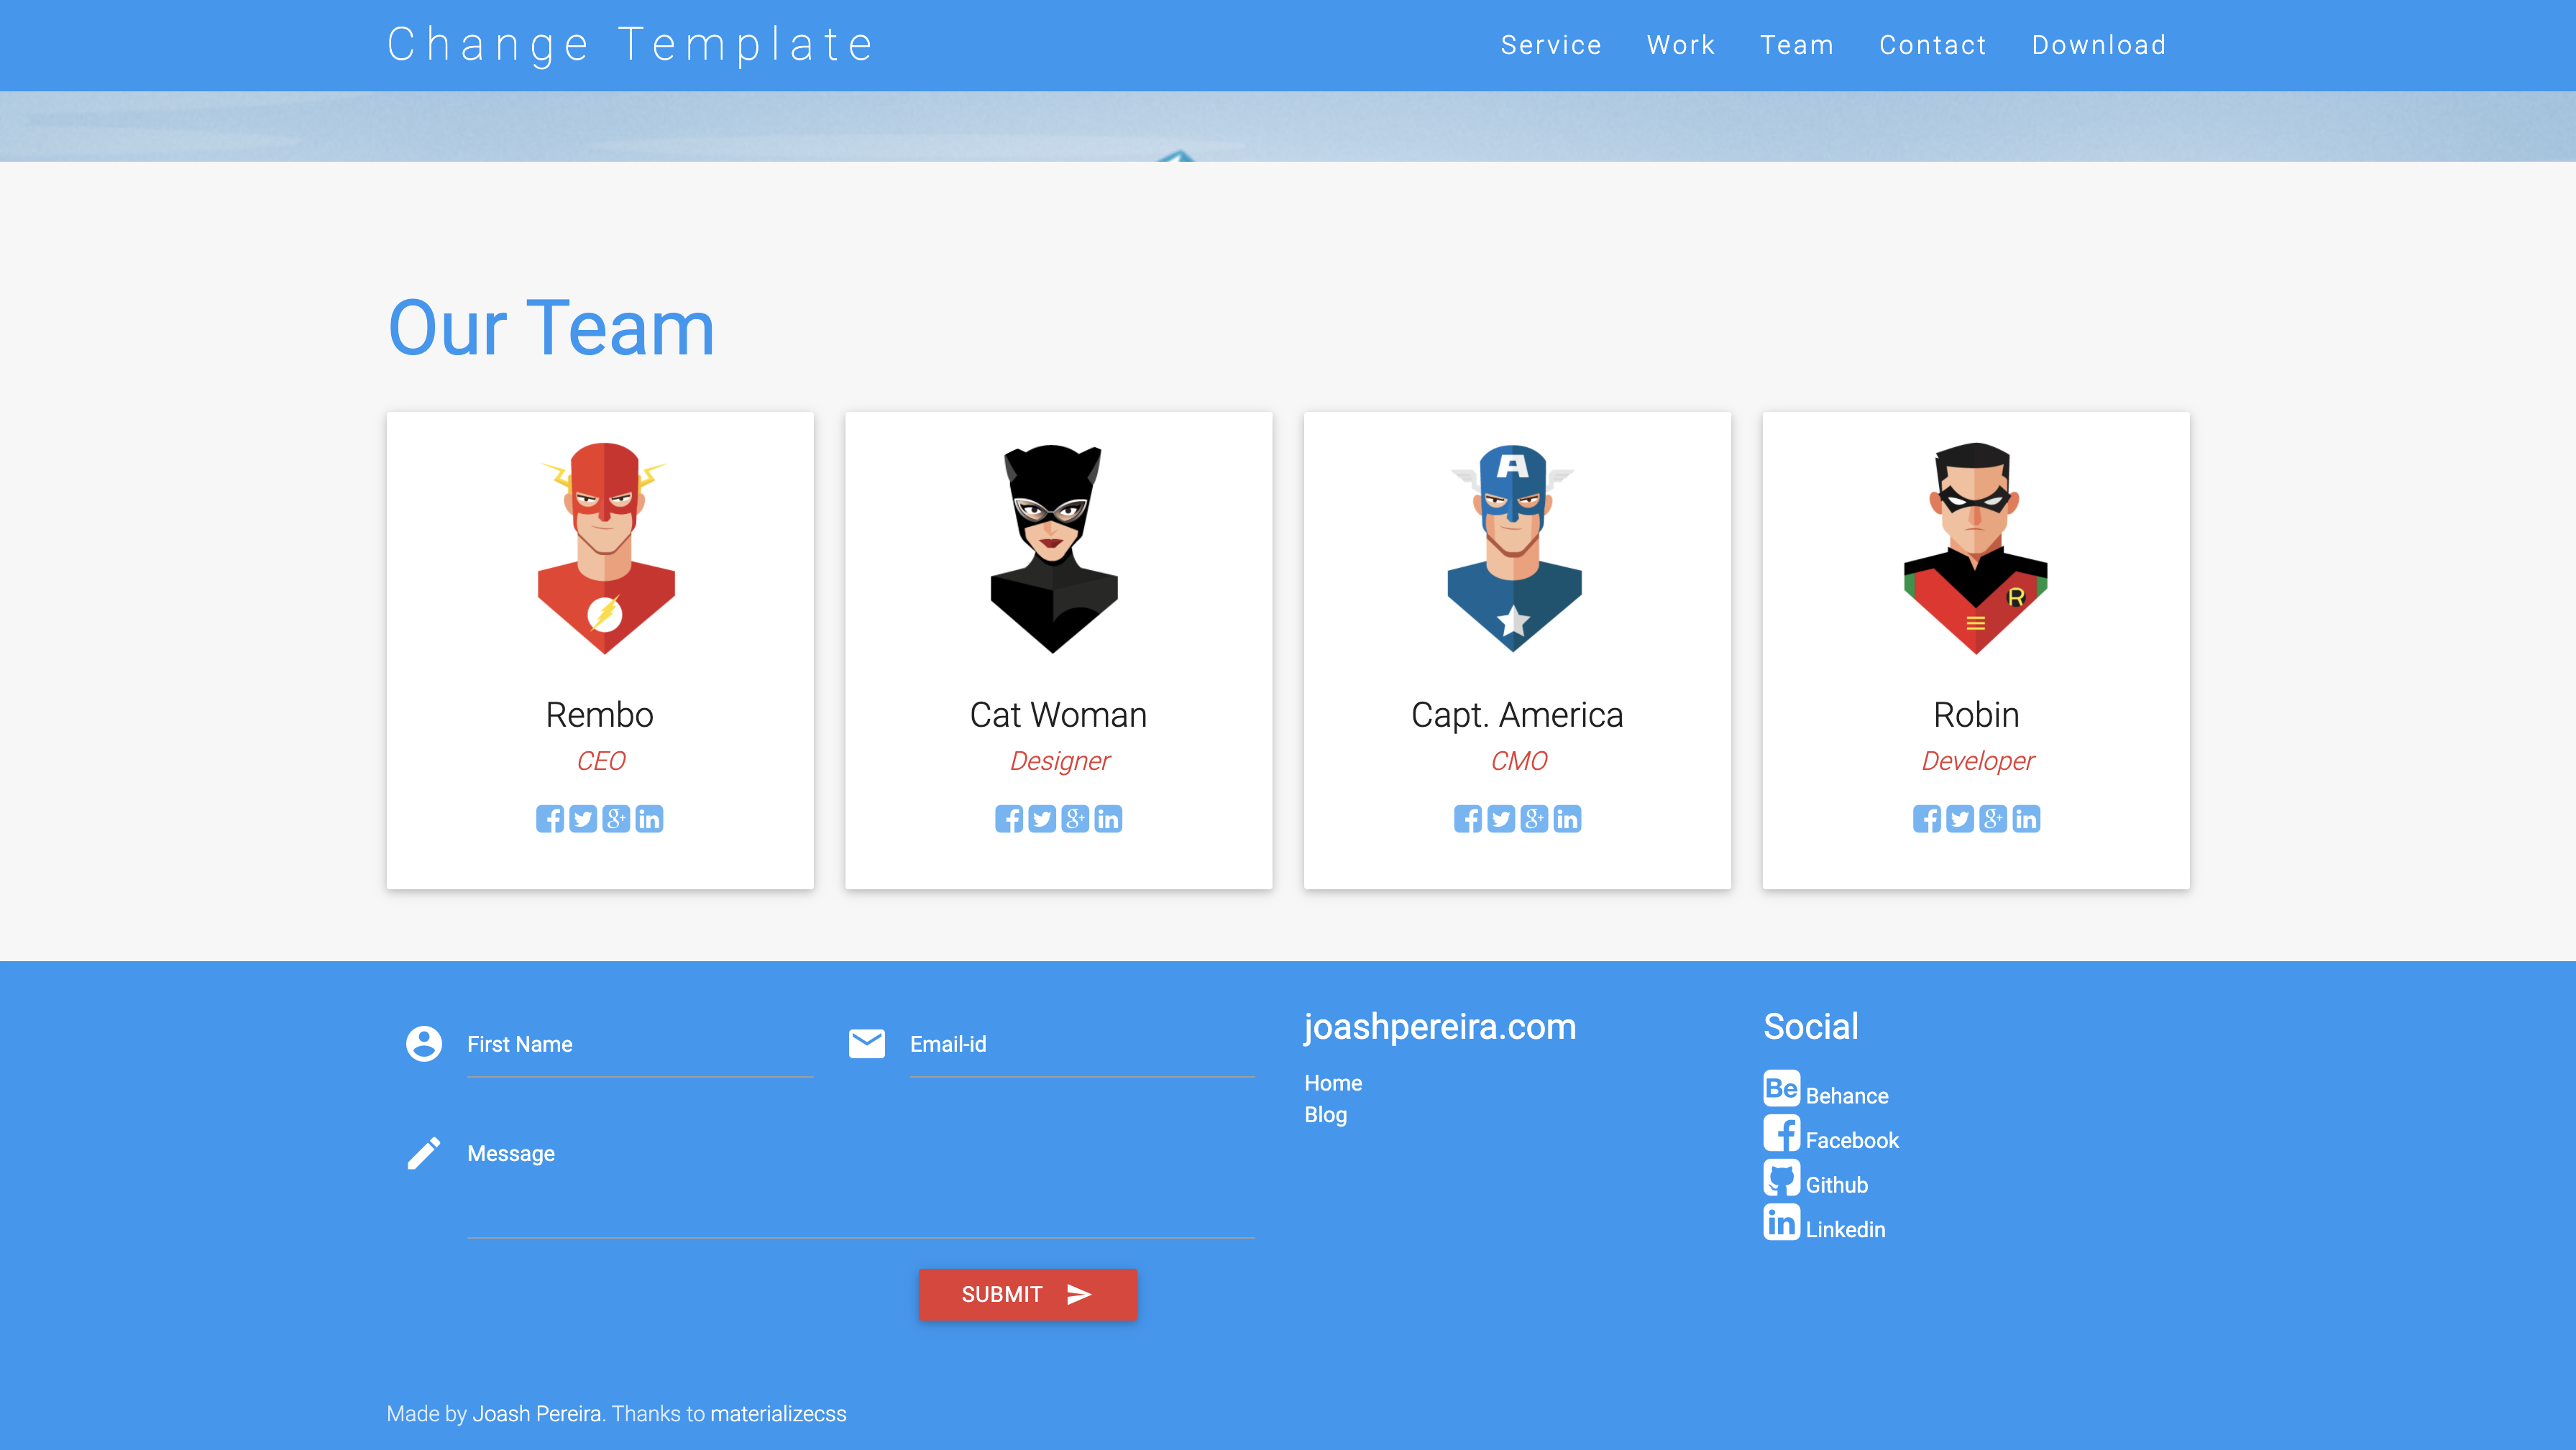 Change Template
Service Work Team Contact Download
Our Team
A
R
Rembo
CEO
Cat Woman
Designer
Capt. America
CMO
Robin
Developer
First Name
Email-id
Message
SUBMIT
joashpereira.com
Home
Blog
Social
Be Behance
Facebook
Github
in Linkedin
Made by Joash Pereira. Thanks to materializecss